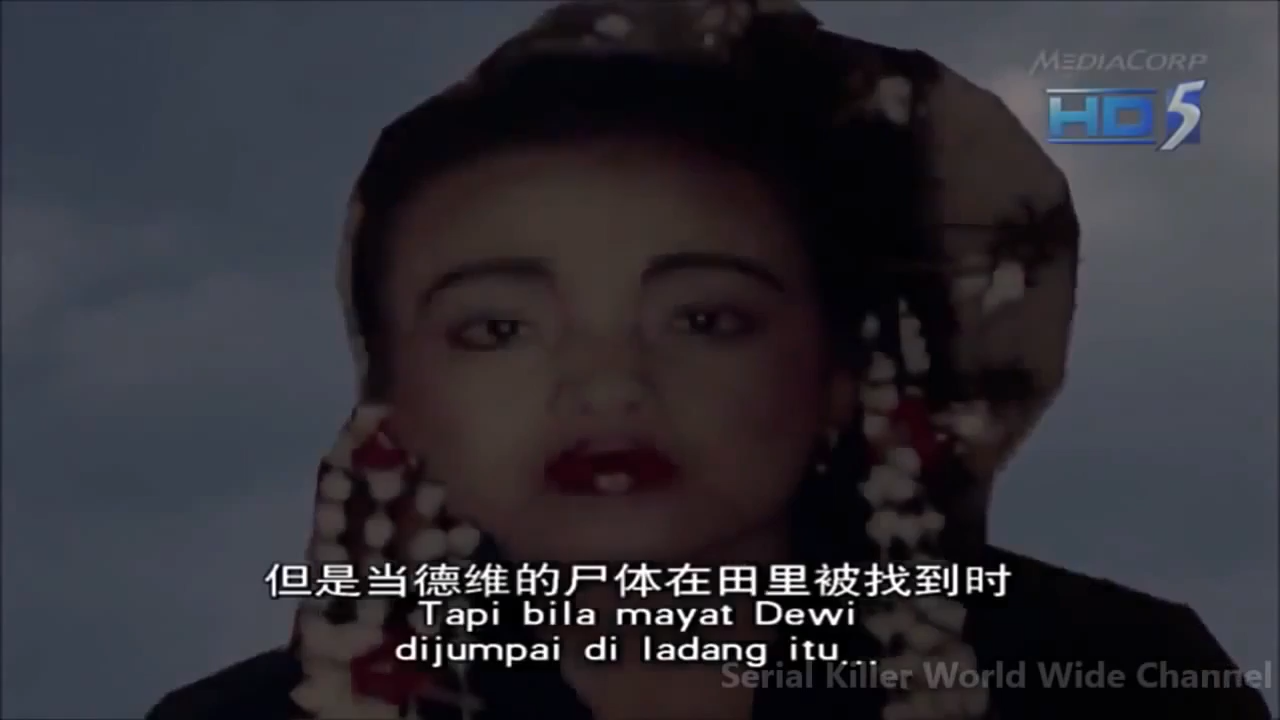 MEDIACORP
HD5
但是当德维的尸体在田里被找到时
Tapi bila mayat Dewi
dijumpai di ladang itu...
Serial Killer World Wide Channel